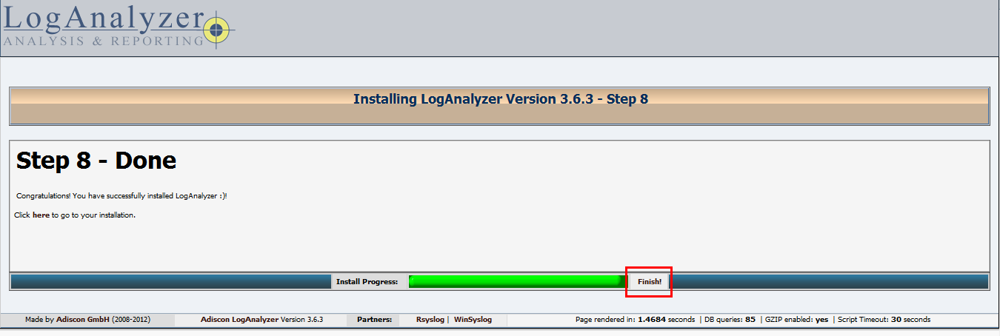 LogAnalyzer
ANALYSIS & REPORTING
Installing LogAnalyzer Version 3.6.3 - Step 8
Step 8 - Done
Congratulations! You have successfully installed LogAnalyzer :)!
Click here to go to your installation.
Install Progress: Finish!
Made by Adiscon GmbH (2008-2012) Adiscon LogAnalyzer Version 3.6.3 Partners: Rsyslog | WinSyslog Page rendered in: 1.4684 seconds | DB queries: 85 | GZIP enabled: yes | Script Timeout: 30 seconds